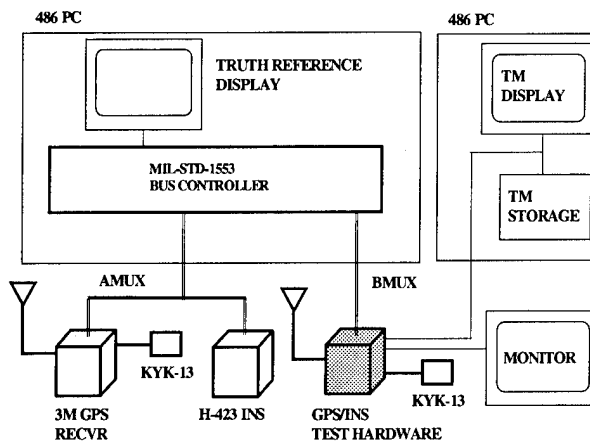 486 PC
486 PC
TRUTH REFERENCE
DISPLAY
TM
DISPLAY
MIL-STD-1553
BUS CONTROLLER
TM
STORAGE
AMUX
BMUX
KYK-13
MONITOR
3M GPS
RECVR
H-423 INS
GPS/INS
TEST HARDWARE
KYK-13